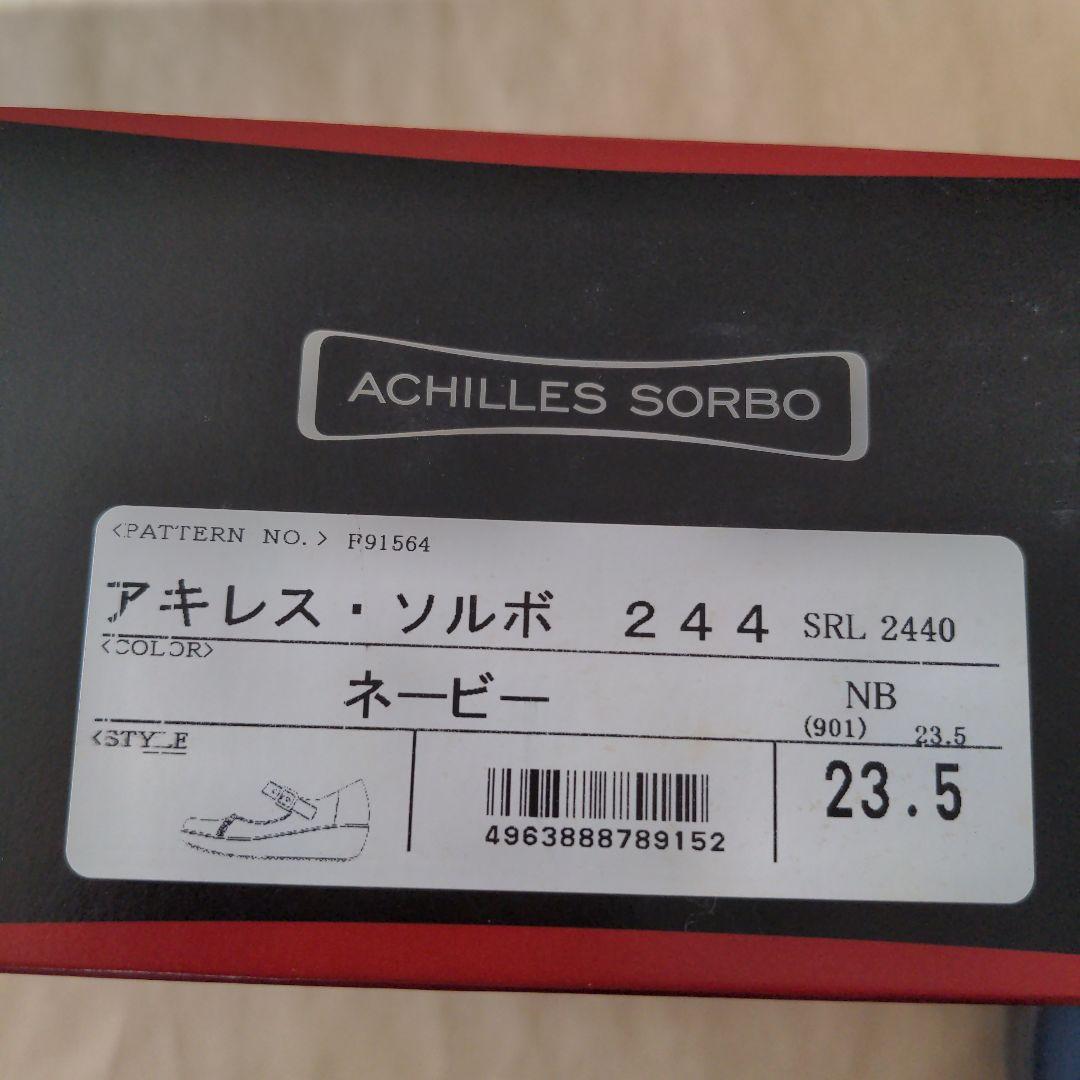 ACHILLES SORBO
<PATTERN NO.> F91564
アキレス・ソルボ 244 SRL 2440
<COLOR>
ネービー NB
(901) 23.5
<STYLE
23.5
4963888789152